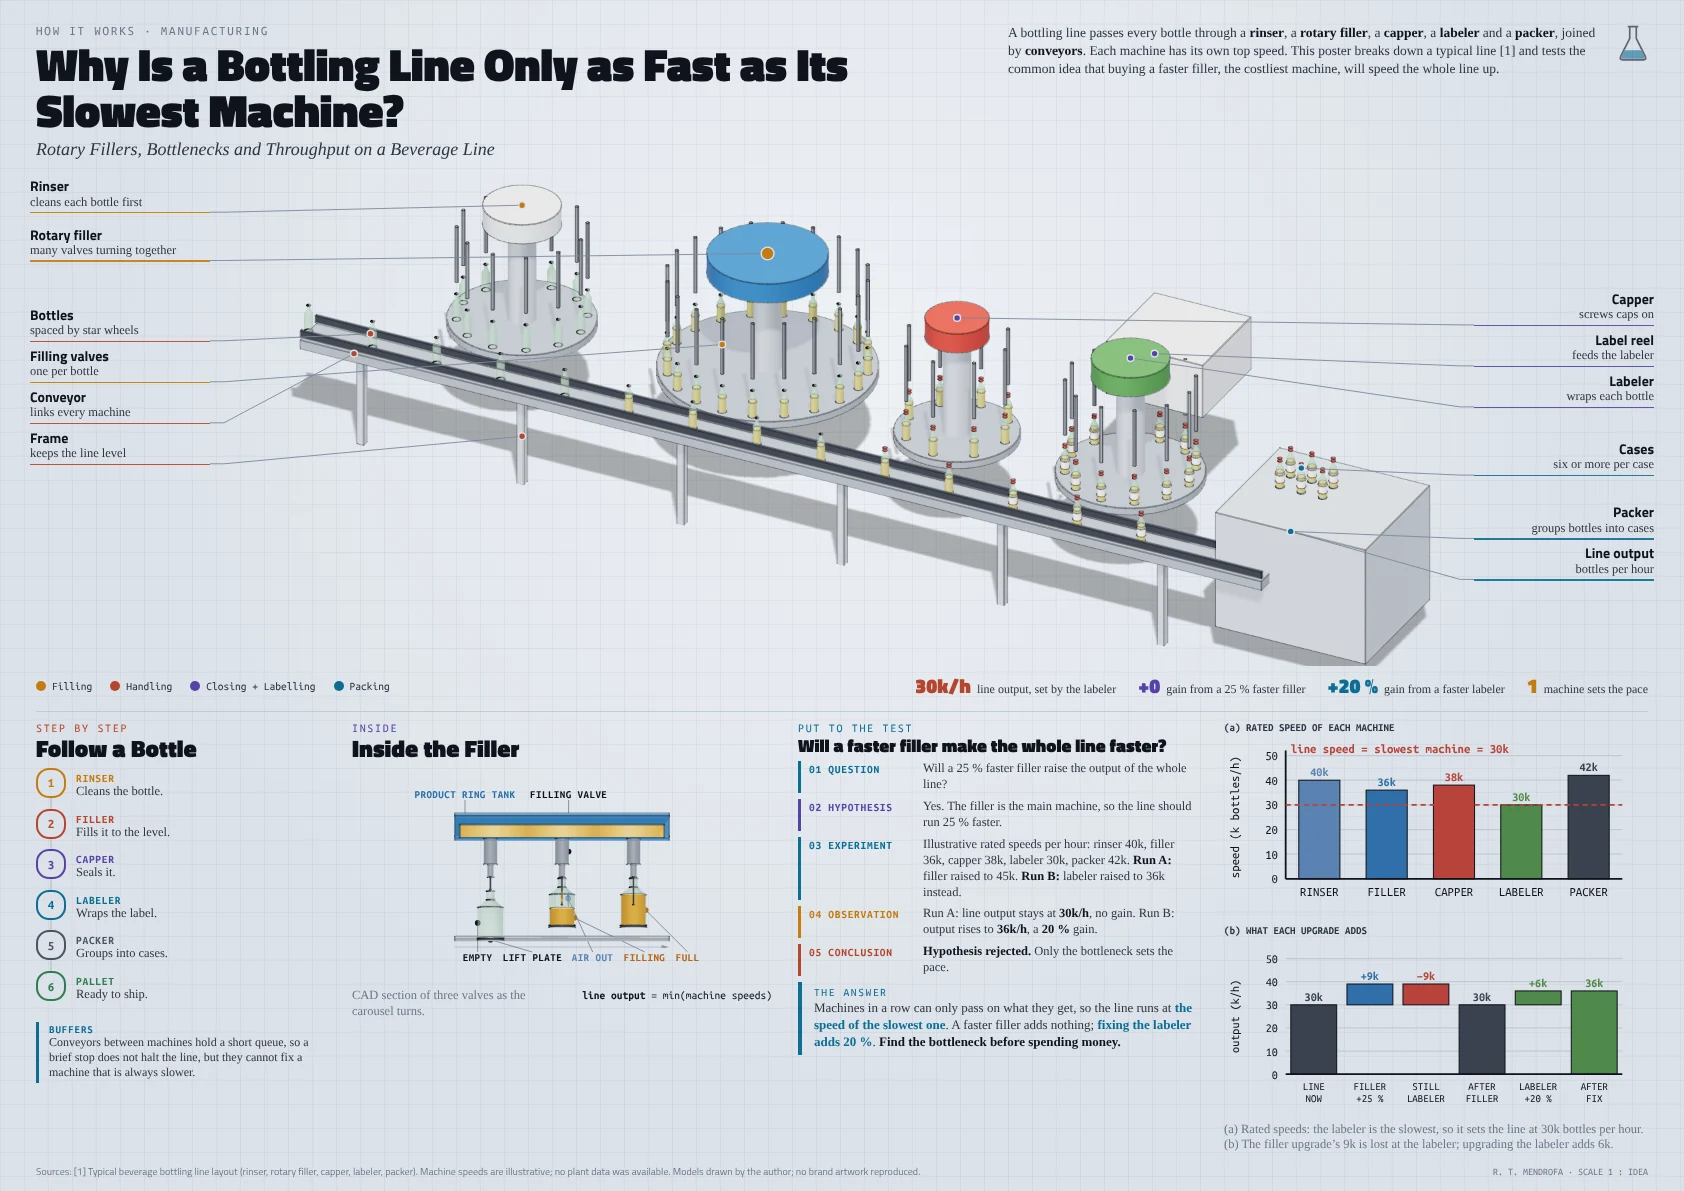 HOW IT WORKS · MANUFACTURING
Why Is a Bottling Line Only as Fast as Its
Slowest Machine?
Rotary Fillers, Bottlenecks and Throughput on a Beverage Line
A bottling line passes every bottle through a rinser, a rotary filler, a capper, a labeler and a packer, joined
by conveyors. Each machine has its own top speed. This poster breaks down a typical line [1] and tests the
common idea that buying a faster filler, the costliest machine, will speed the whole line up.
Rinser
cleans each bottle first
Rotary filler
many valves turning together
Bottles
spaced by star wheels
Filling valves
one per bottle
Conveyor
links every machine
Frame
keeps the line level
Capper
screws caps on
Label reel
feeds the labeler
Labeler
wraps each bottle
Cases
six or more per case
Packer
groups bottles into cases
Line output
bottles per hour
Filling Handling Closing + Labelling Packing
30k/h line output, set by the labeler +0 gain from a 25 % faster filler +20 % gain from a faster labeler 1 machine sets the pace
STEP BY STEP
Follow a Bottle
1 RINSER
Cleans the bottle.
2 FILLER
Fills it to the level.
3 CAPPER
Seals it.
4 LABELER
Wraps the label.
5 PACKER
Groups into cases.
6 PALLET
Ready to ship.
BUFFERS
Conveyors between machines hold a short queue, so a
brief stop does not halt the line, but they cannot fix a
machine that is always slower.
INSIDE
Inside the Filler
PRODUCT RING TANK FILLING VALVE
EMPTY LIFT PLATE AIR OUT FILLING FULL
CAD section of three valves as the
carousel turns.
line output = min(machine speeds)
PUT TO THE TEST
Will a faster filler make the whole line faster?
01 QUESTION
Will a 25 % faster filler raise the output of the whole
line?
02 HYPOTHESIS
Yes. The filler is the main machine, so the line should
run 25 % faster.
03 EXPERIMENT
Illustrative rated speeds per hour: rinser 40k, filler
36k, capper 38k, labeler 30k, packer 42k. Run A:
filler raised to 45k. Run B: labeler raised to 36k
instead.
04 OBSERVATION
Run A: line output stays at 30k/h, no gain. Run B:
output rises to 36k/h, a 20 % gain.
05 CONCLUSION
Hypothesis rejected. Only the bottleneck sets the
pace.
THE ANSWER
Machines in a row can only pass on what they get, so the line runs at the
speed of the slowest one. A faster filler adds nothing; fixing the labeler
adds 20 %. Find the bottleneck before spending money.
(a) RATED SPEED OF EACH MACHINE
line speed = slowest machine = 30k
speed (k bottles/h)
50
40
30
20
10
0
40k 36k 38k 30k 42k
RINSER FILLER CAPPER LABELER PACKER
(b) WHAT EACH UPGRADE ADDS
output (k/h)
50
40
30
20
10
0
30k +9k −9k 30k +6k 36k
LINE FILLER STILL AFTER LABELER AFTER
NOW +25 % LABELER FILLER +20 % FIX
(a) Rated speeds: the labeler is the slowest, so it sets the line at 30k bottles per hour.
(b) The filler upgrade's 9k is lost at the labeler; upgrading the labeler adds 6k.
Sources: [1] Typical beverage bottling line layout (rinser, rotary filler, capper, labeler, packer). Machine speeds are illustrative; no plant data was available. Models drawn by the author; no brand artwork reproduced.
R. T. MENDROFA · SCALE 1 : IDEA